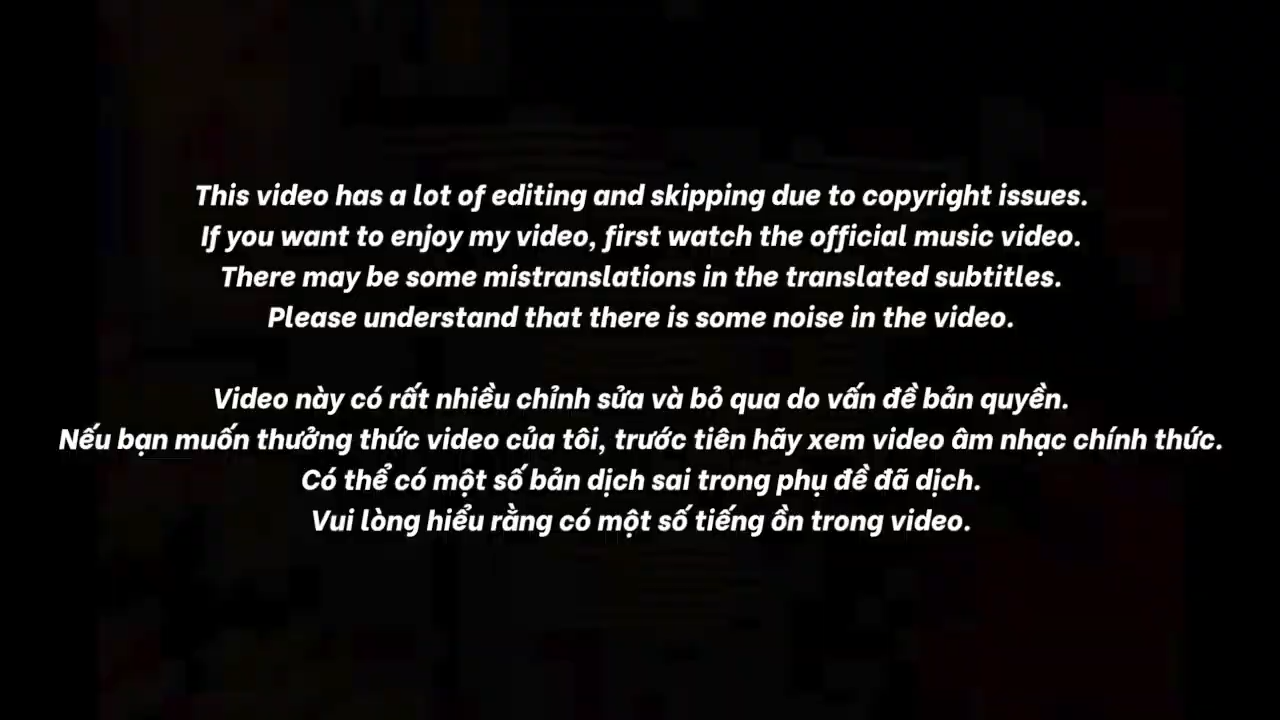 This video has a lot of editing and skipping due to copyright issues.
If you want to enjoy my video, first watch the official music video.
There may be some mistranslations in the translated subtitles.
Please understand that there is some noise in the video.
Video này có rất nhiều chỉnh sửa và bỏ qua do vấn đề bản quyền.
Nếu bạn muốn thưởng thức video của tôi, trước tiên hãy xem video âm nhạc chính thức.
Có thể có một số bản dịch sai trong phụ đề đã dịch.
Vui lòng hiểu rằng có một số tiếng ồn trong video.